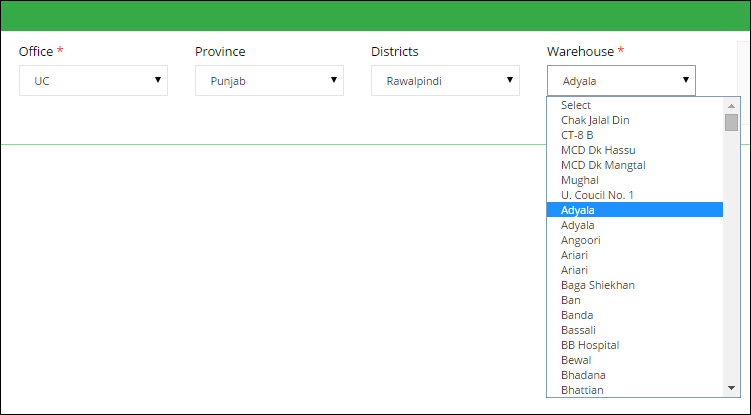 Office * Province Districts Warehouse *
UC Punjab Rawalpindi Adyala
Select
Chak Jalal Din
CT-8 B
MCD Dk Hassu
MCD Dk Mangtal
Mughal
U. Coucil No. 1
Adyala
Adyala
Angoori
Ariari
Ariari
Baga Shiekhan
Ban
Banda
Bassali
BB Hospital
Bewal
Bhadana
Bhattian